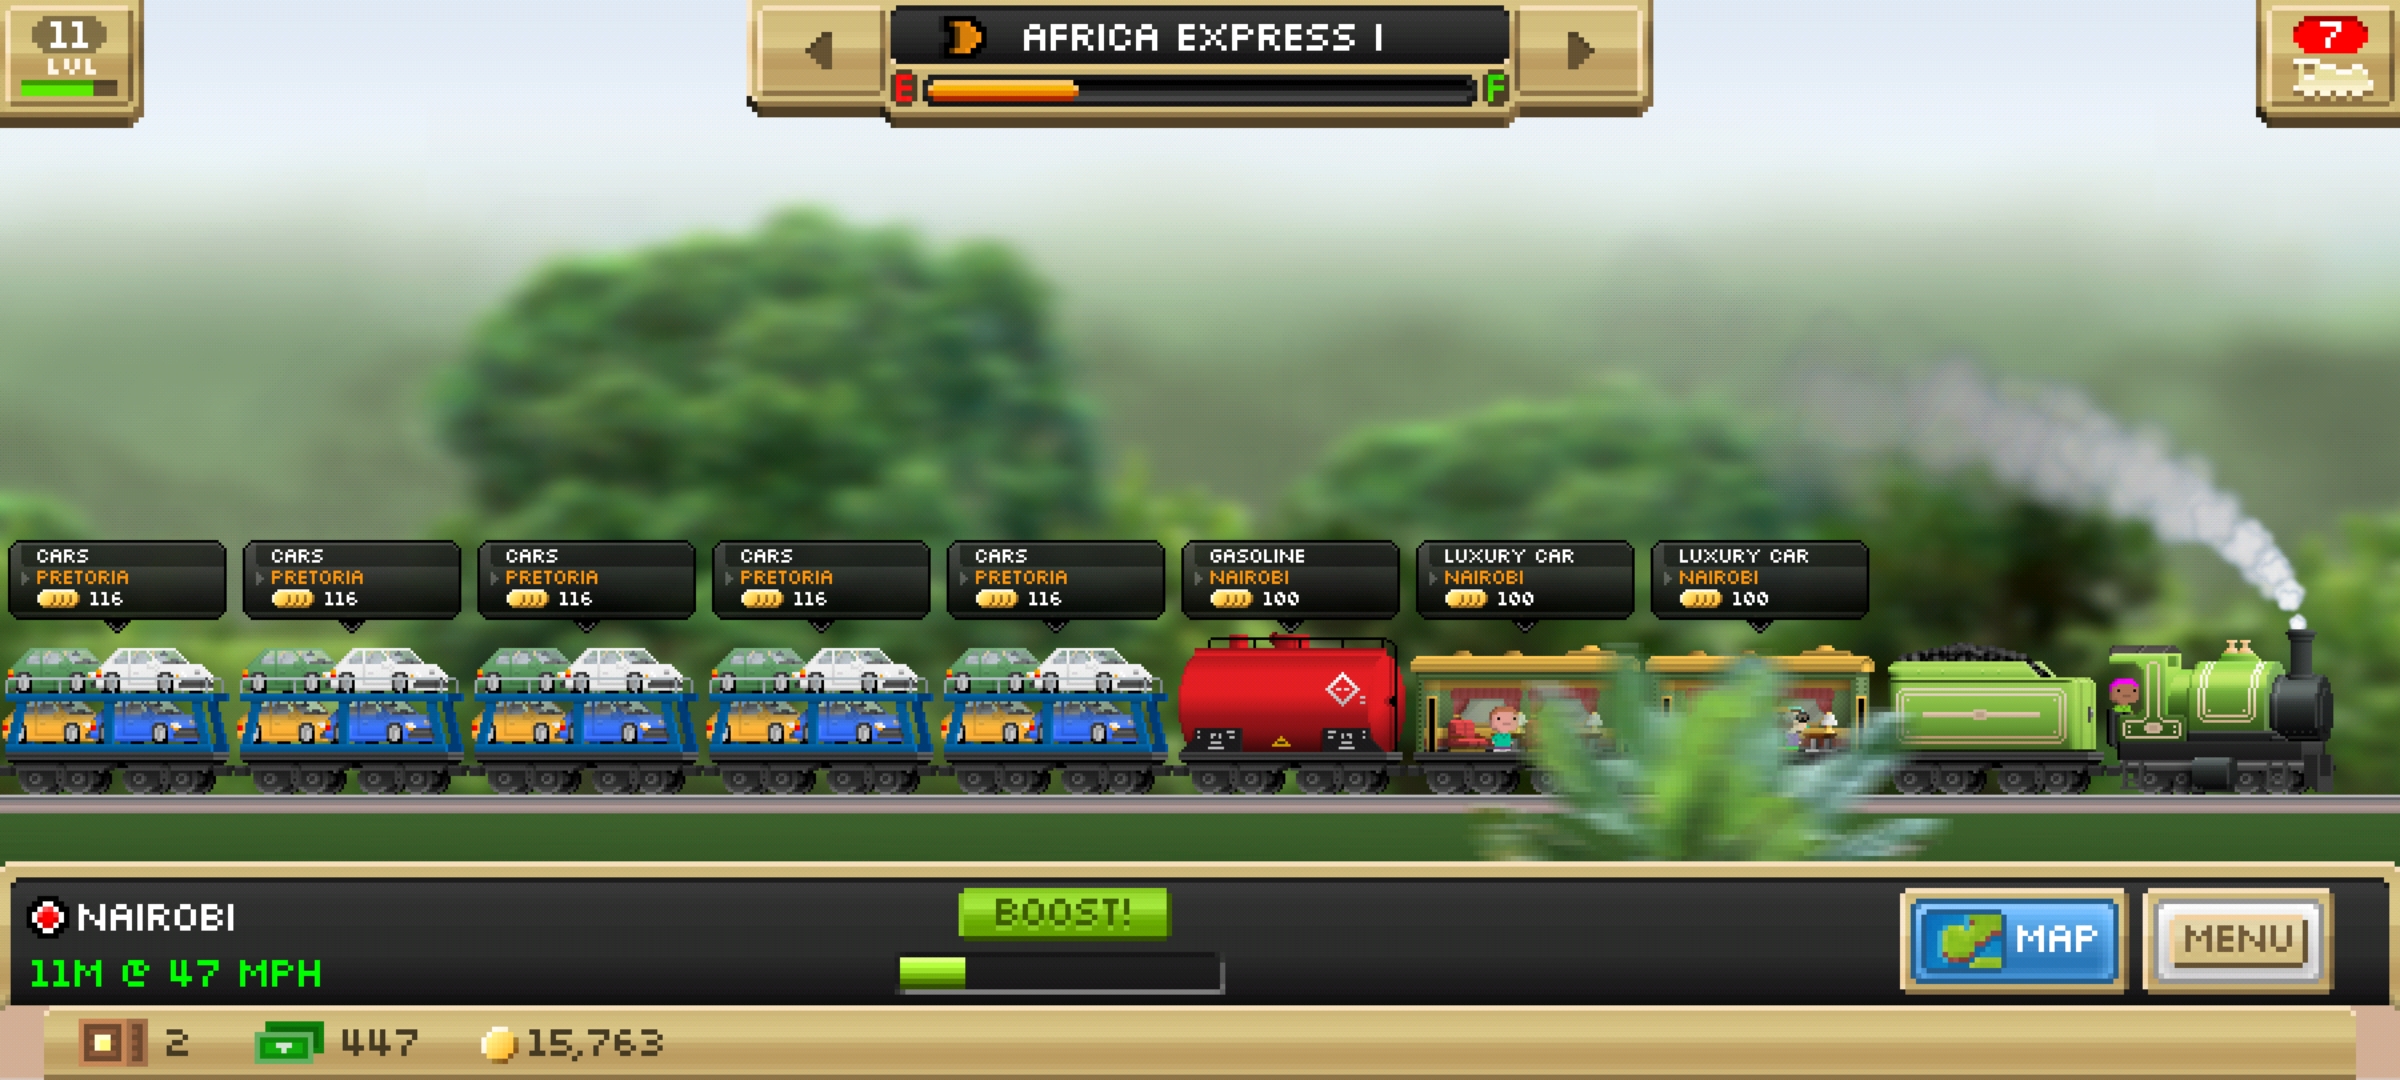 11
LVL
AFRICA EXPRESS I
E F
7
CARS
PRETORIA
116
CARS
PRETORIA
116
CARS
PRETORIA
116
CARS
PRETORIA
116
CARS
PRETORIA
116
GASOLINE
NAIROBI
100
LUXURY CAR
NAIROBI
100
LUXURY CAR
NAIROBI
100
NAIROBI
11M @ 47 MPH
BOOST!
MAP
MENU
2
447
15,763